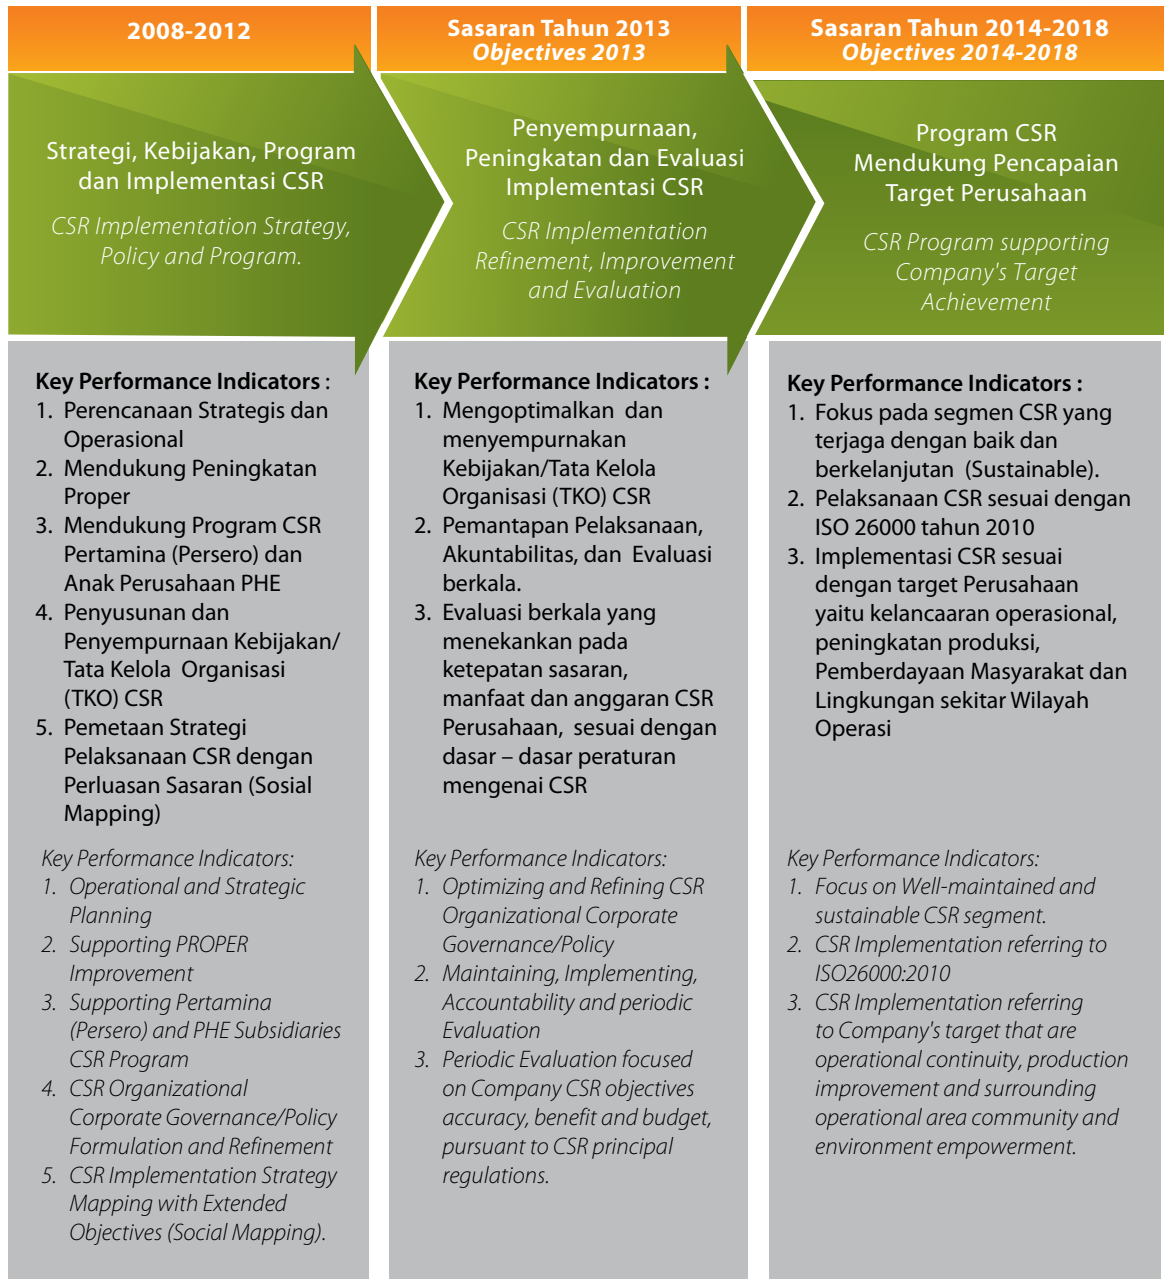 2008-2012
Strategi, Kebijakan, Program
dan Implementasi CSR
CSR Implementation Strategy,
Policy and Program.
Key Performance Indicators :
1. Perencanaan Strategis dan
Operasional
2. Mendukung Peningkatan
Proper
3. Mendukung Program CSR
Pertamina (Persero) dan
Anak Perusahaan PHE
4. Penyusunan dan
Penyempurnaan Kebijakan/
Tata Kelola Organisasi
(TKO) CSR
5. Pemetaan Strategi
Pelaksanaan CSR dengan
Perluasan Sasaran (Sosial
Mapping)
Key Performance Indicators:
1. Operational and Strategic
Planning
2. Supporting PROPER
Improvement
3. Supporting Pertamina
(Persero) and PHE Subsidiaries
CSR Program
4. CSR Organizational
Corporate Governance/Policy
Formulation and Refinement
5. CSR Implementation Strategy
Mapping with Extended
Objectives (Social Mapping).
Sasaran Tahun 2013
Objectives 2013
Penyempurnaan,
Peningkatan dan Evaluasi
Implementasi CSR
CSR Implementation
Refinement, Improvement
and Evaluation
Key Performance Indicators :
1. Mengoptimalkan dan
menyempurnakan
Kebijakan/Tata Kelola
Organisasi (TKO) CSR
2. Pemantapan Pelaksanaan,
Akuntabilitas, dan Evaluasi
berkala.
3. Evaluasi berkala yang
menekankan pada
ketepatan sasaran,
manfaat dan anggaran CSR
Perusahaan, sesuai dengan
dasar – dasar peraturan
mengenai CSR
Key Performance Indicators:
1. Optimizing and Refining CSR
Organizational Corporate
Governance/Policy
2. Maintaining, Implementing,
Accountability and periodic
Evaluation
3. Periodic Evaluation focused
on Company CSR objectives
accuracy, benefit and budget,
pursuant to CSR principal
regulations.
Sasaran Tahun 2014-2018
Objectives 2014-2018
Program CSR
Mendukung Pencapaian
Target Perusahaan
CSR Program supporting
Company's Target
Achievement
Key Performance Indicators :
1. Fokus pada segmen CSR yang
terjaga dengan baik dan
berkelanjutan (Sustainable).
2. Pelaksanaan CSR sesuai dengan
ISO 26000 tahun 2010
3. Implementasi CSR sesuai
dengan target Perusahaan
yaitu kelancaaran operasional,
peningkatan produksi,
Pemberdayaan Masyarakat dan
Lingkungan sekitar Wilayah
Operasi
Key Performance Indicators:
1. Focus on Well-maintained and
sustainable CSR segment.
2. CSR Implementation referring to
ISO26000:2010
3. CSR Implementation referring
to Company's target that are
operational continuity, production
improvement and surrounding
operational area community and
environment empowerment.